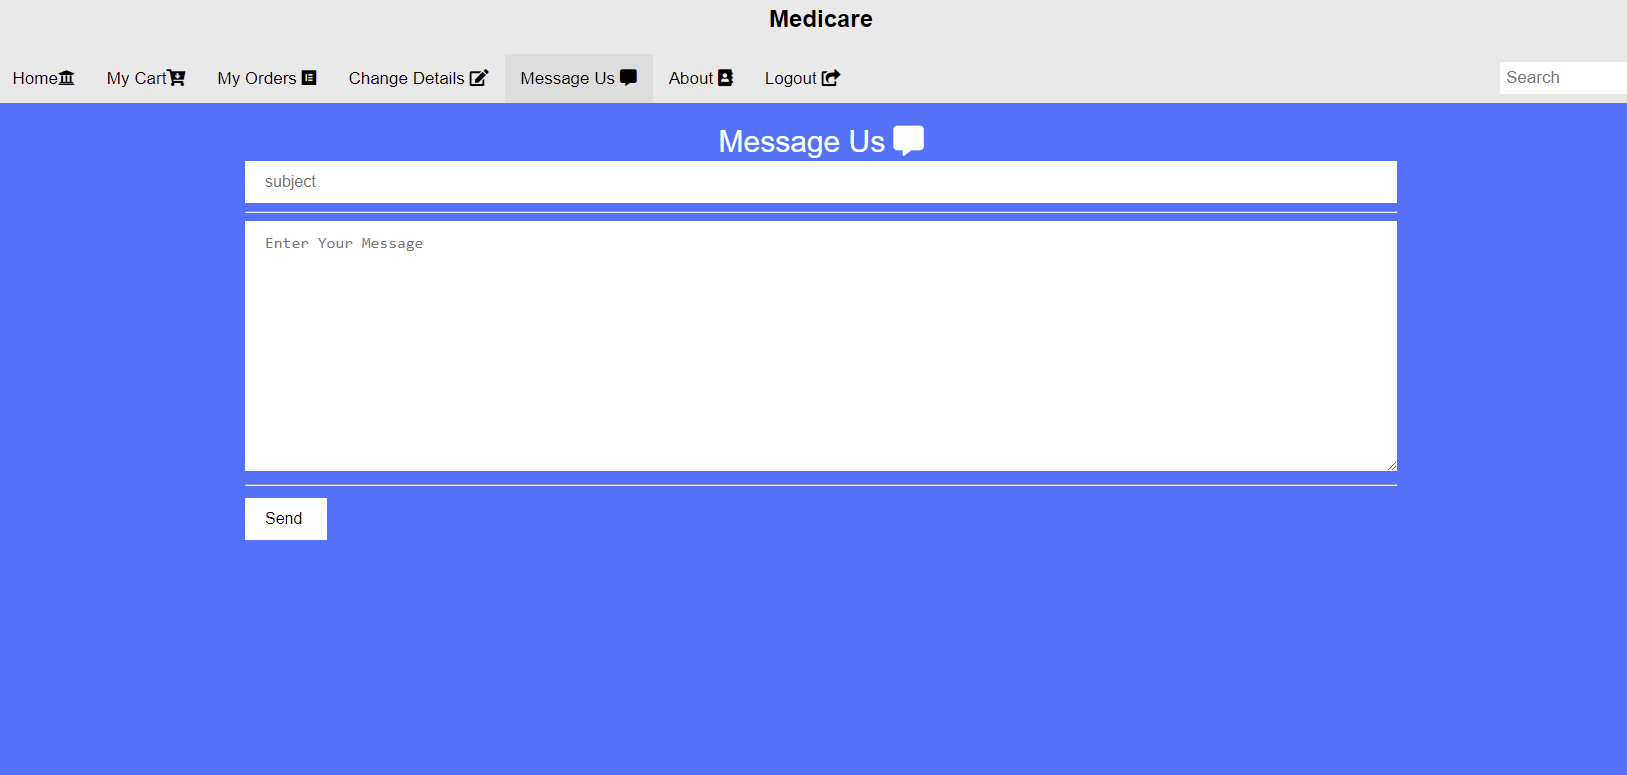 Medicare
Home My Cart My Orders Change Details Message Us About Logout Search
Message Us
subject
Enter Your Message
Send